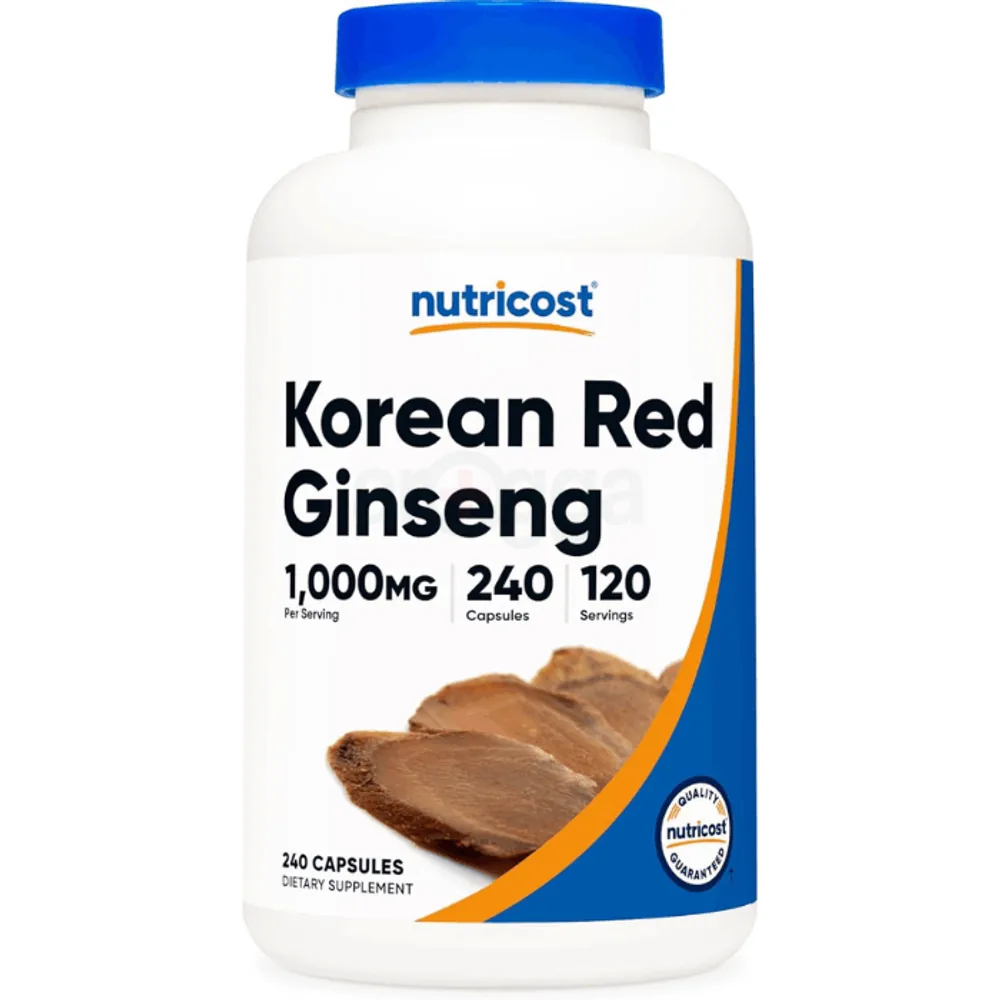 nutricost®
Korean Red
Ginseng
1,000MG
Per Serving
240
Capsules
120
Servings
240 CAPSULES
DIETARY SUPPLEMENT
QUALITY
nutricost
GUARANTEED